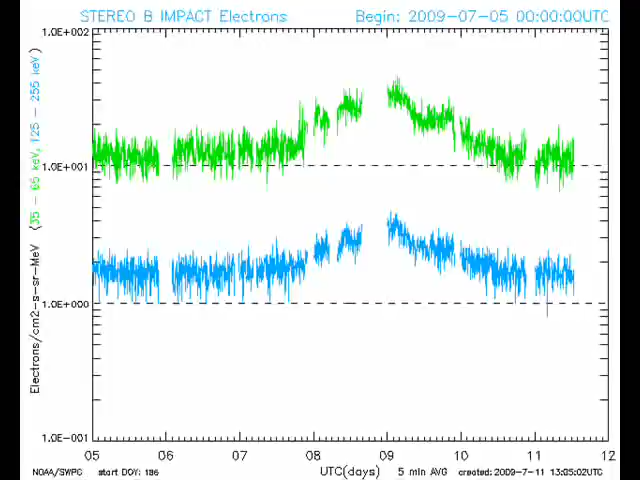 STEREO B IMPACT Electrons Begin: 2009-07-05 00:00:00UTC
1.0E+002
1.0E+001
1.0E+000
1.0E-001
Electrons/cm2-s-sr-MeV (35 - 65 keV, 125 - 255 keV)
05 06 07 08 09 10 11 12
NOAA/SWPC start DOY: 186 UTC(days) 5 min AVG created: 2009-7-11 13:05:02UTC